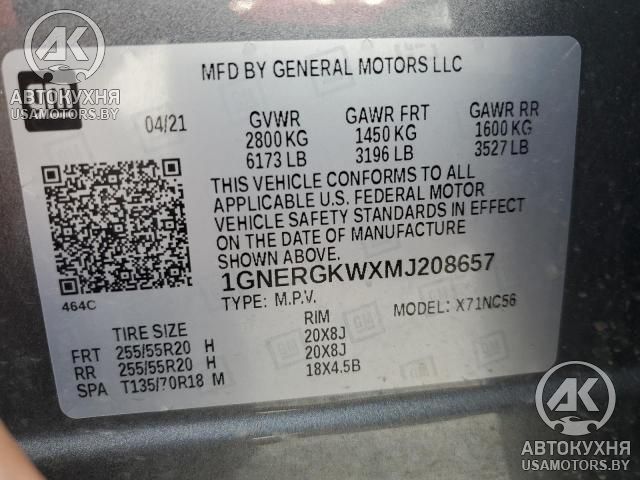 MFD BY GENERAL MOTORS LLC
GM
АВТОКУХНЯ
USAMOTORS.BY
04/21
GVWR GAWR FRT GAWR RR
2800 KG 1450 KG 1600 KG
6173 LB 3196 LB 3527 LB
THIS VEHICLE CONFORMS TO ALL
APPLICABLE U.S. FEDERAL MOTOR
VEHICLE SAFETY STANDARDS IN EFFECT
ON THE DATE OF MANUFACTURE
SHOWN ABOVE.
464C
1GNERGKWXMJ208657
TYPE: M.P.V. MODEL: X71NC56
TIRE SIZE RIM
FRT 255/55R20 H 20X8J
RR 255/55R20 H 20X8J
SPA T135/70R18 M 18X4.5B
АК
АВТОКУХНЯ
USAMOTORS.BY